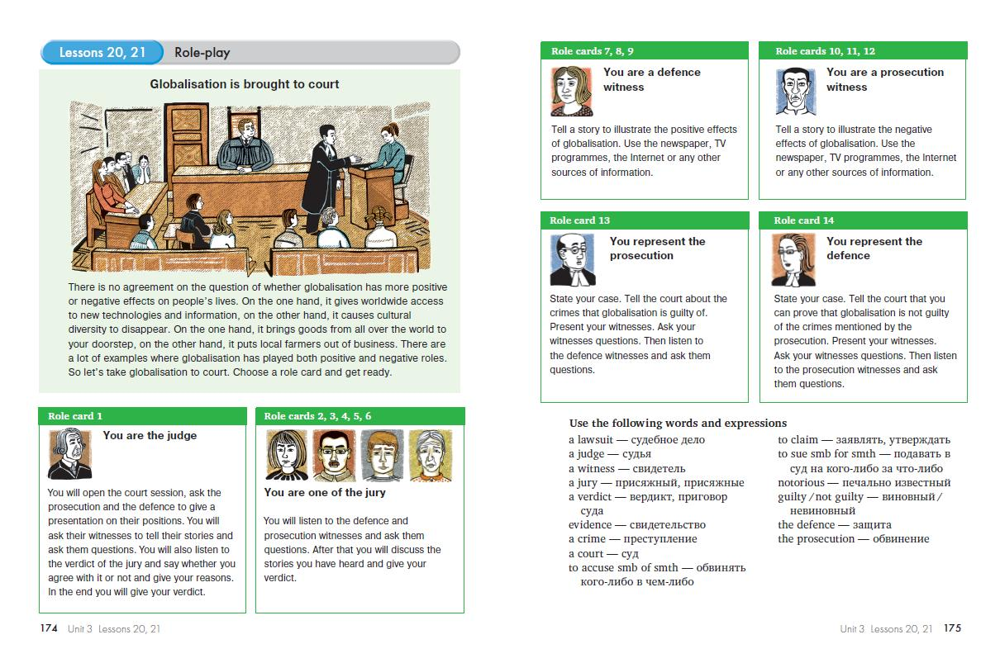 Lessons 20, 21
Role-play
Globalisation is brought to court
There is no agreement on the question of whether globalisation has more positive
or negative effects on people's lives. On the one hand, it gives worldwide access
to new technologies and information, on the other hand, it causes cultural
diversity to disappear. On the one hand, it brings goods from all over the world to
your doorstep, on the other hand, it puts local farmers out of business. There are
a lot of examples where globalisation has played both positive and negative roles.
So let's take globalisation to court. Choose a role card and get ready.
Role card 1
You are the judge
You will open the court session, ask the
prosecution and the defence to give a
presentation on their positions. You will
ask their witnesses to tell their stories and
ask them questions. You will also listen to
the verdict of the jury and say whether you
agree with it or not and give your reasons.
In the end you will give your verdict.
Role cards 2, 3, 4, 5, 6
You are one of the jury
You will listen to the defence and
prosecution witnesses and ask them
questions. After that you will discuss the
stories you have heard and give your
verdict.
174 Unit 3 Lessons 20, 21
Role cards 7, 8, 9
You are a defence
witness
Tell a story to illustrate the positive effects
of globalisation. Use the newspaper, TV
programmes, the Internet or any other
sources of information.
Role cards 10, 11, 12
You are a prosecution
witness
Tell a story to illustrate the negative
effects of globalisation. Use the
newspaper, TV programmes, the Internet
or any other sources of information.
Role card 13
You represent the
prosecution
State your case. Tell the court about the
crimes that globalisation is guilty of.
Present your witnesses. Ask your
witnesses questions. Then listen to
the defence witnesses and ask them
questions.
Role card 14
You represent the
defence
State your case. Tell the court that you
can prove that globalisation is not guilty
of the crimes mentioned by the
prosecution. Present your witnesses.
Ask your witnesses questions. Then listen
to the prosecution witnesses and ask
them questions.
Use the following words and expressions
a lawsuit — судебное дело
a judge — судья
a witness — свидетель
a jury — присяжный, присяжные
a verdict — вердикт, приговор
суда
evidence — свидетельство
a crime — преступление
a court — суд
to accuse smb of smth — обвинять
кого-либо в чем-либо
to claim — заявлять, утверждать
to sue smb for smth — подавать в
суд на кого-либо за что-либо
notorious — печально известный
guilty / not guilty — виновный /
невиновный
the defence — защита
the prosecution — обвинение
Unit 3 Lessons 20, 21 175